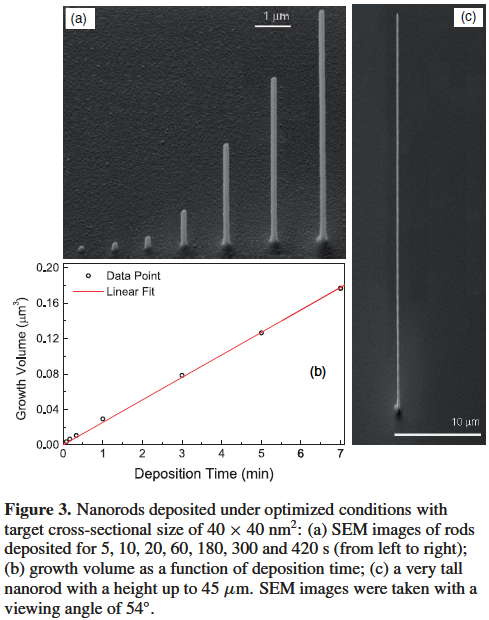 (a)
1 µm
(c)
0.20
0.16
0.12
0.08
0.04
0.00
Growth Volume (µm³)
Data Point
Linear Fit
(b)
0 1 2 3 4 5 6 7
Deposition Time (min)
10 µm
Figure 3. Nanorods deposited under optimized conditions with
target cross-sectional size of 40 × 40 nm²: (a) SEM images of rods
deposited for 5, 10, 20, 60, 180, 300 and 420 s (from left to right);
(b) growth volume as a function of deposition time; (c) a very tall
nanorod with a height up to 45 µm. SEM images were taken with a
viewing angle of 54°.